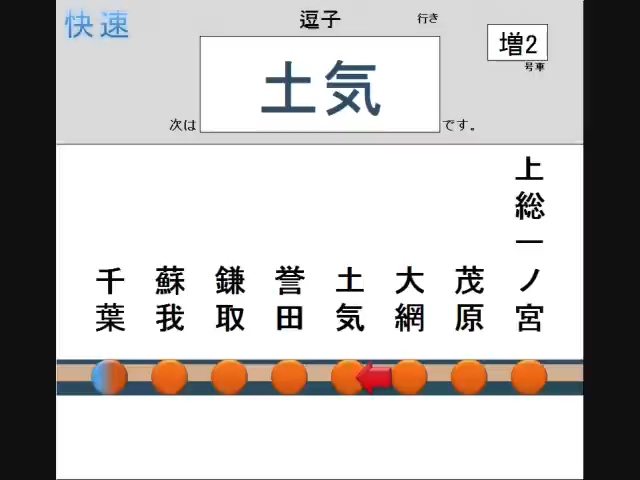 快速
逗子 行き
増2
号車
次は 土気 です。
千葉
蘇我
鎌取
誉田
土気
大網
茂原
上総一ノ宮